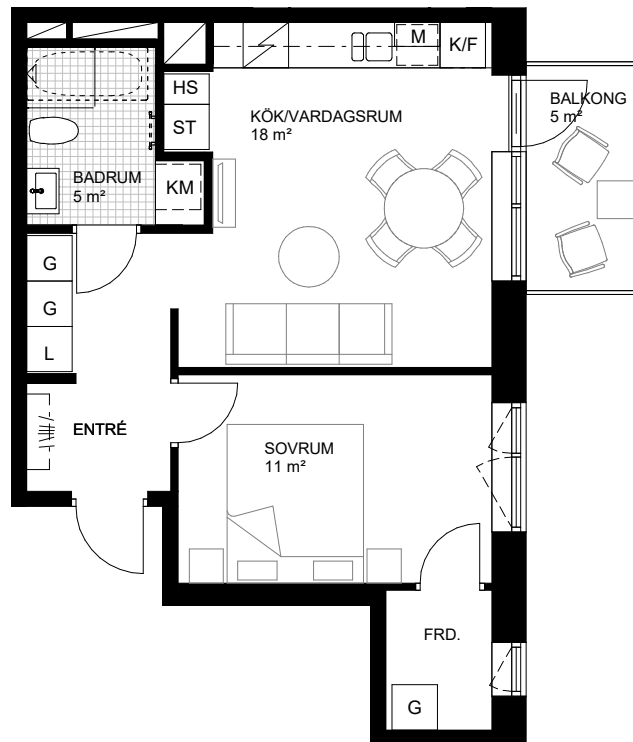 M
K/F
HS
ST
KÖK/VARDAGSRUM
18 m²
BALKONG
5 m²
BADRUM
5 m²
KM
G
G
L
ENTRÉ
SOVRUM
11 m²
FRD.
G